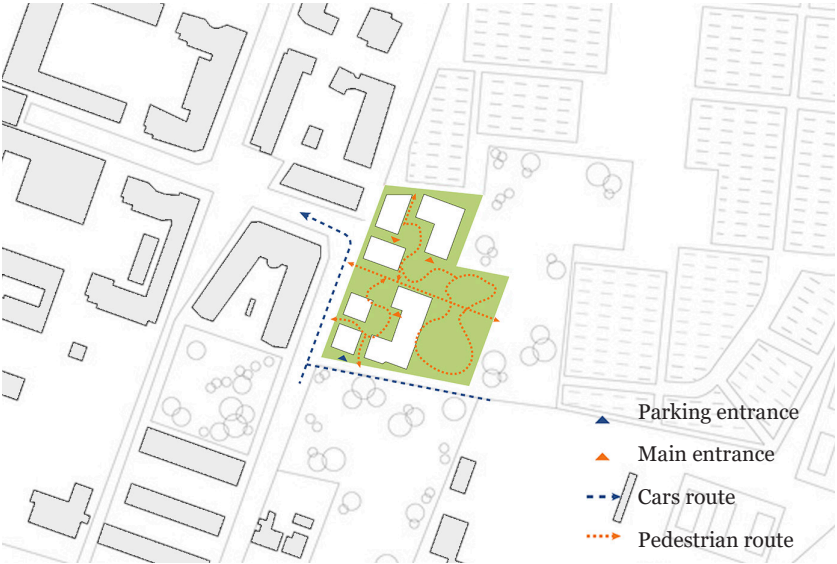 Parking entrance
Main entrance
Cars route
Pedestrian route